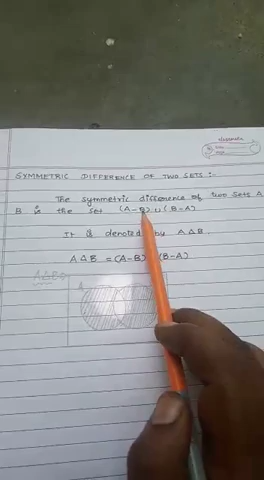 SYMMETRIC DIFFERENCE OF TWO SETS :-
The symmetric difference of two sets A
B is the set (A-B) ∪ (B-A)
It is denoted by A∆B.
A∆B = (A-B) (B-A)
A